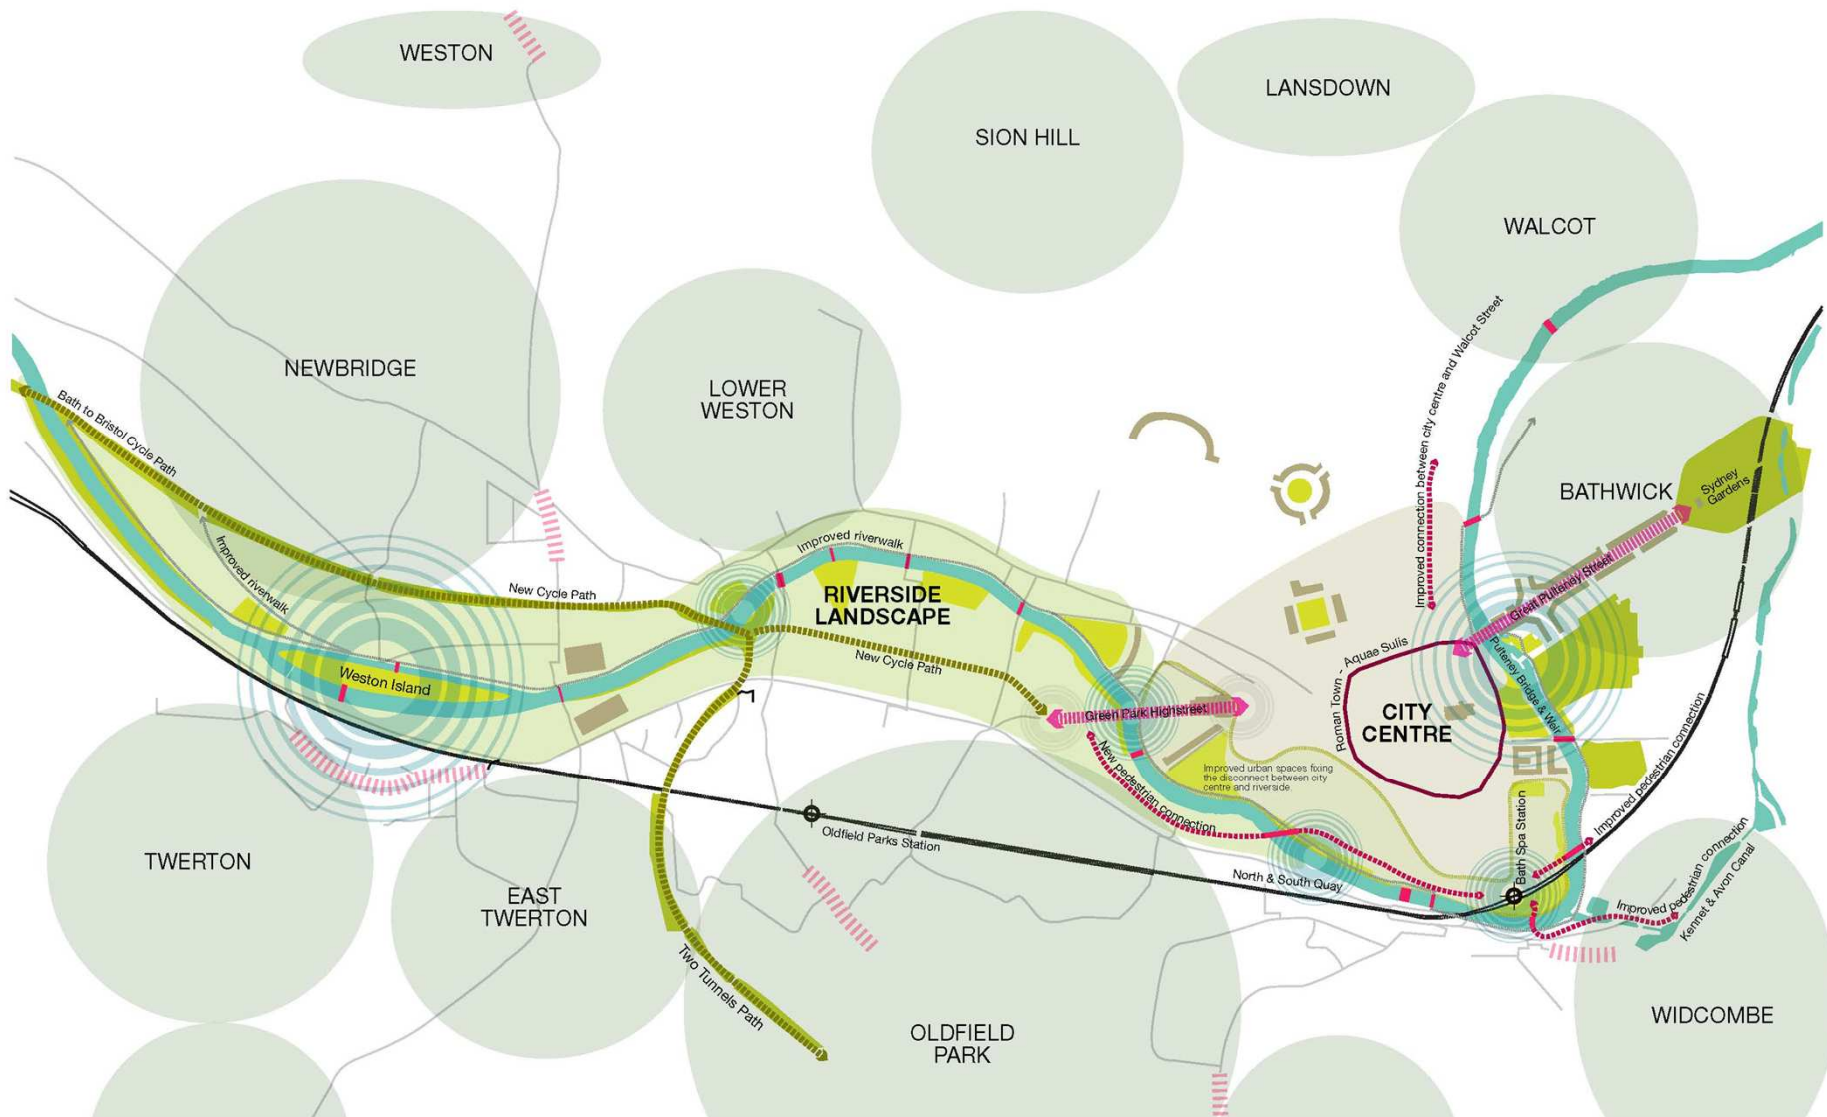 WESTON
LANSDOWN
SION HILL
WALCOT
NEWBRIDGE
LOWER
WESTON
Improved connection between city centre and Walcot Street
Bath to Bristol Cycle Path
BATHWICK
Sydney
Gardens
Improved riverwalk
Improved riverwalk
New Cycle Path
RIVERSIDE
LANDSCAPE
Great Pulteney Street
New Cycle Path
Roman Town - Aquae Sulis
Pulteney Bridge & Weir
Weston Island
Green Park Highstreet
CITY
CENTRE
New pedestrian connection
Improved urban spaces fixing
the disconnect between city
centre and riverside.
Improved pedestrian connection
Oldfield Parks Station
Bath Spa Station
TWERTON
EAST
TWERTON
North & South Quay
Improved pedestrian connection
Kennet & Avon Canal
Two Tunnels Path
OLDFIELD
PARK
WIDCOMBE